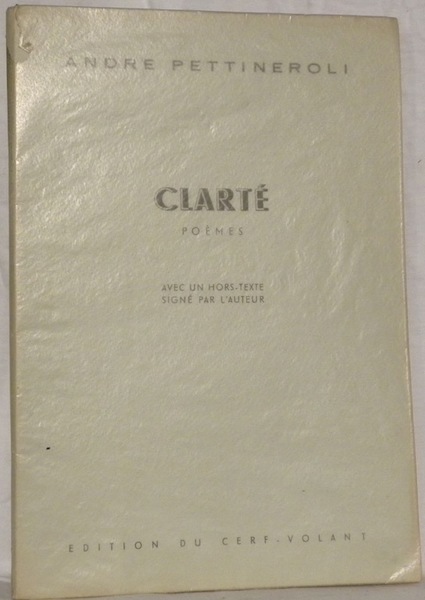 ANDRE PETTINEROLI
CLARTÉ
POÈMES
AVEC UN HORS-TEXTE
SIGNÉ PAR L'AUTEUR
EDITION DU CERF-VOLANT